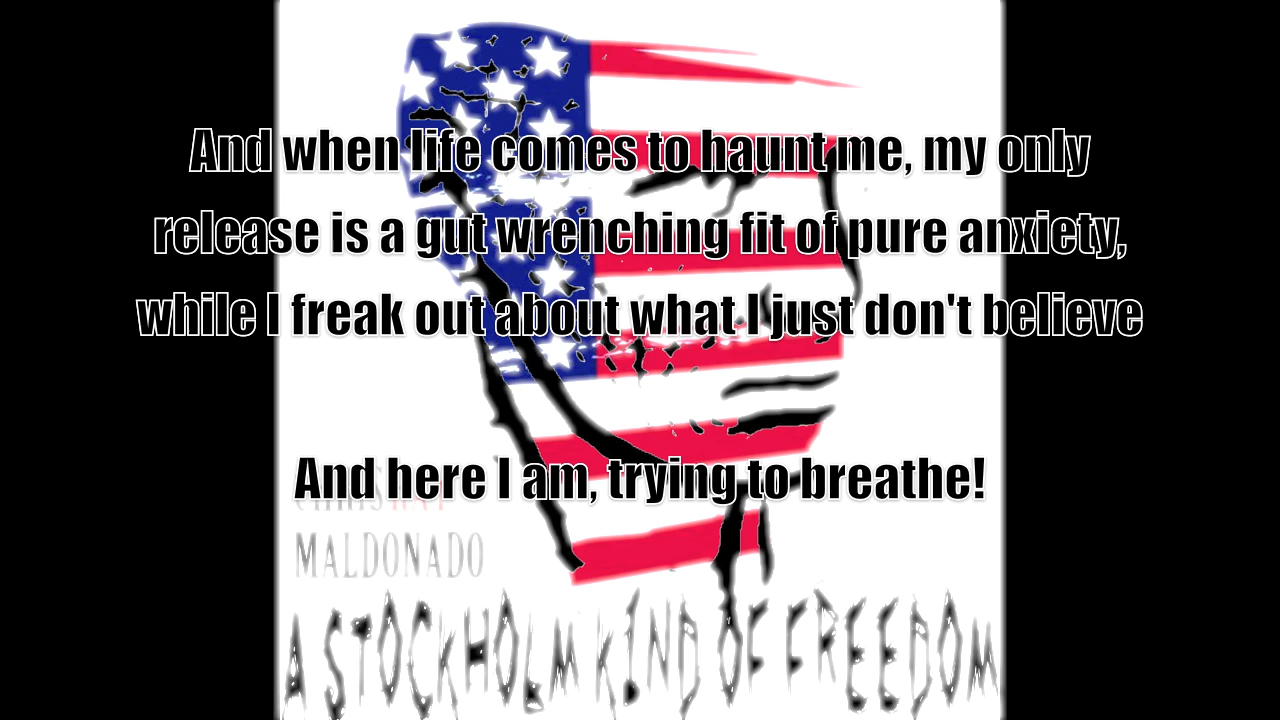 And when life comes to haunt me, my only
release is a gut wrenching fit of pure anxiety,
while I freak out about what I just don't believe
And here I am, trying to breathe!
MALDONADO
A STOCKHOLM KIND OF FREEDOM